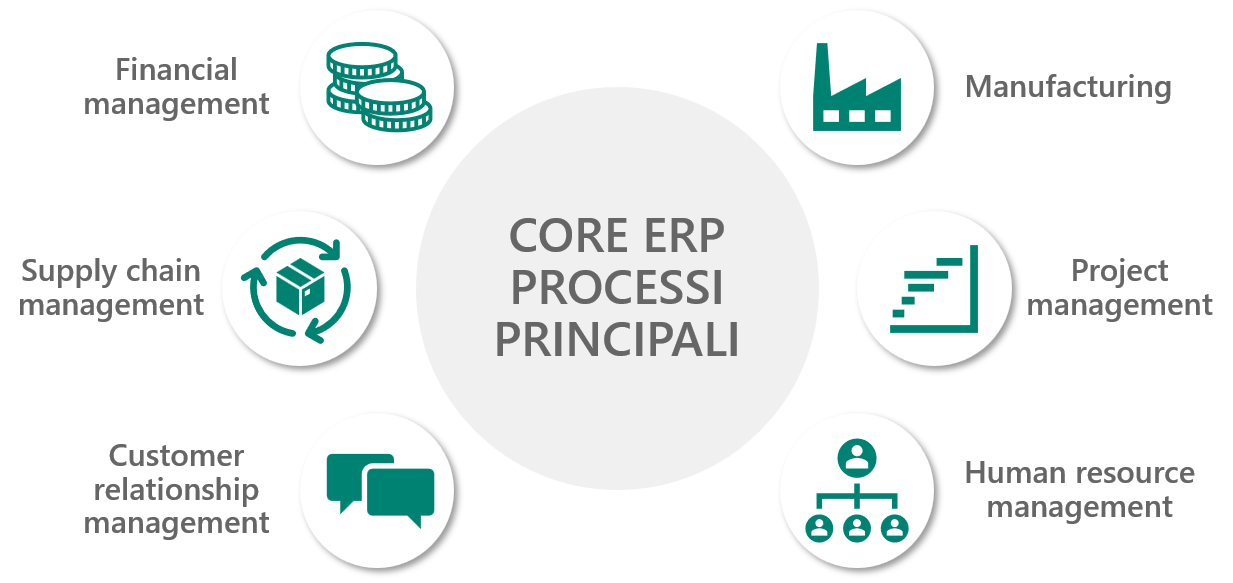 Financial
management
Manufacturing
CORE ERP
PROCESSI
PRINCIPALI
Supply chain
management
Project
management
Customer
relationship
management
Human resource
management